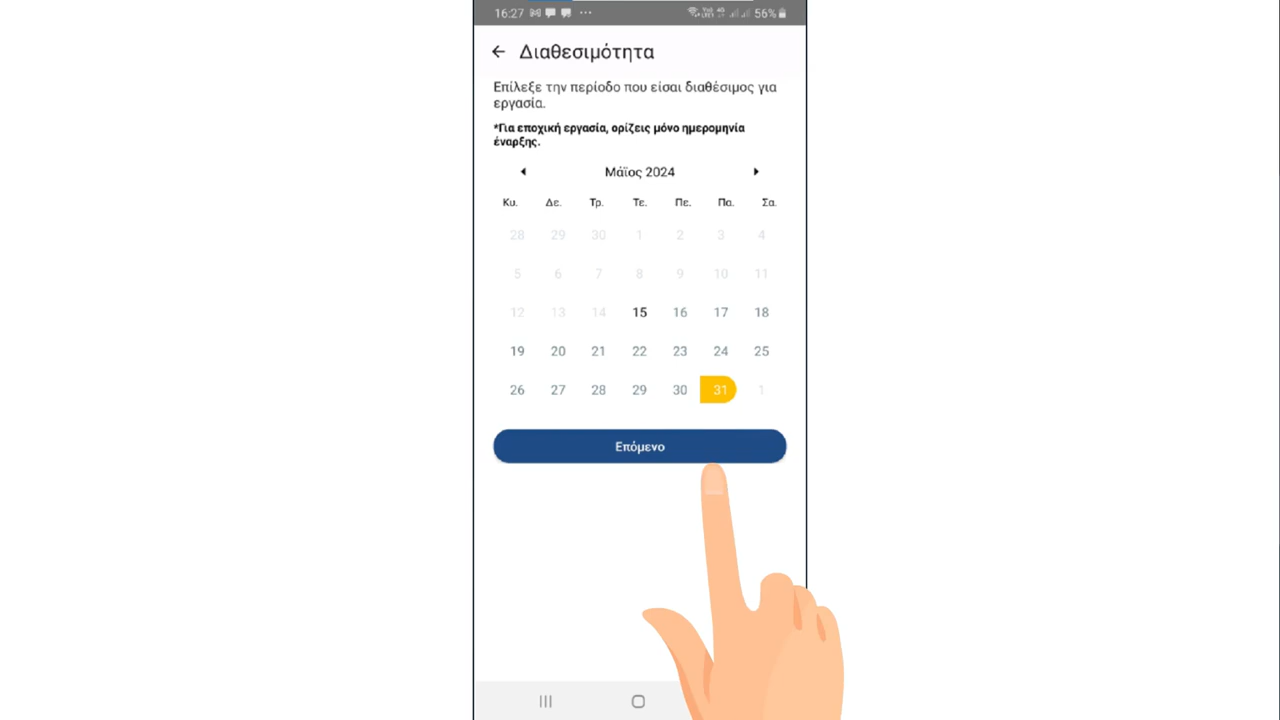 16:27 56%
Διαθεσιμότητα
Επίλεξε την περίοδο που είσαι διαθέσιμος για
εργασία.
*Για εποχική εργασία, ορίζεις μόνο ημερομηνία
έναρξης.
Μάϊος 2024
Κυ. Δε. Τρ. Τε. Πε. Πα. Σα.
28 29 30 1 2 3 4
5 6 7 8 9 10 11
12 13 14 15 16 17 18
19 20 21 22 23 24 25
26 27 28 29 30 31 1
Επόμενο